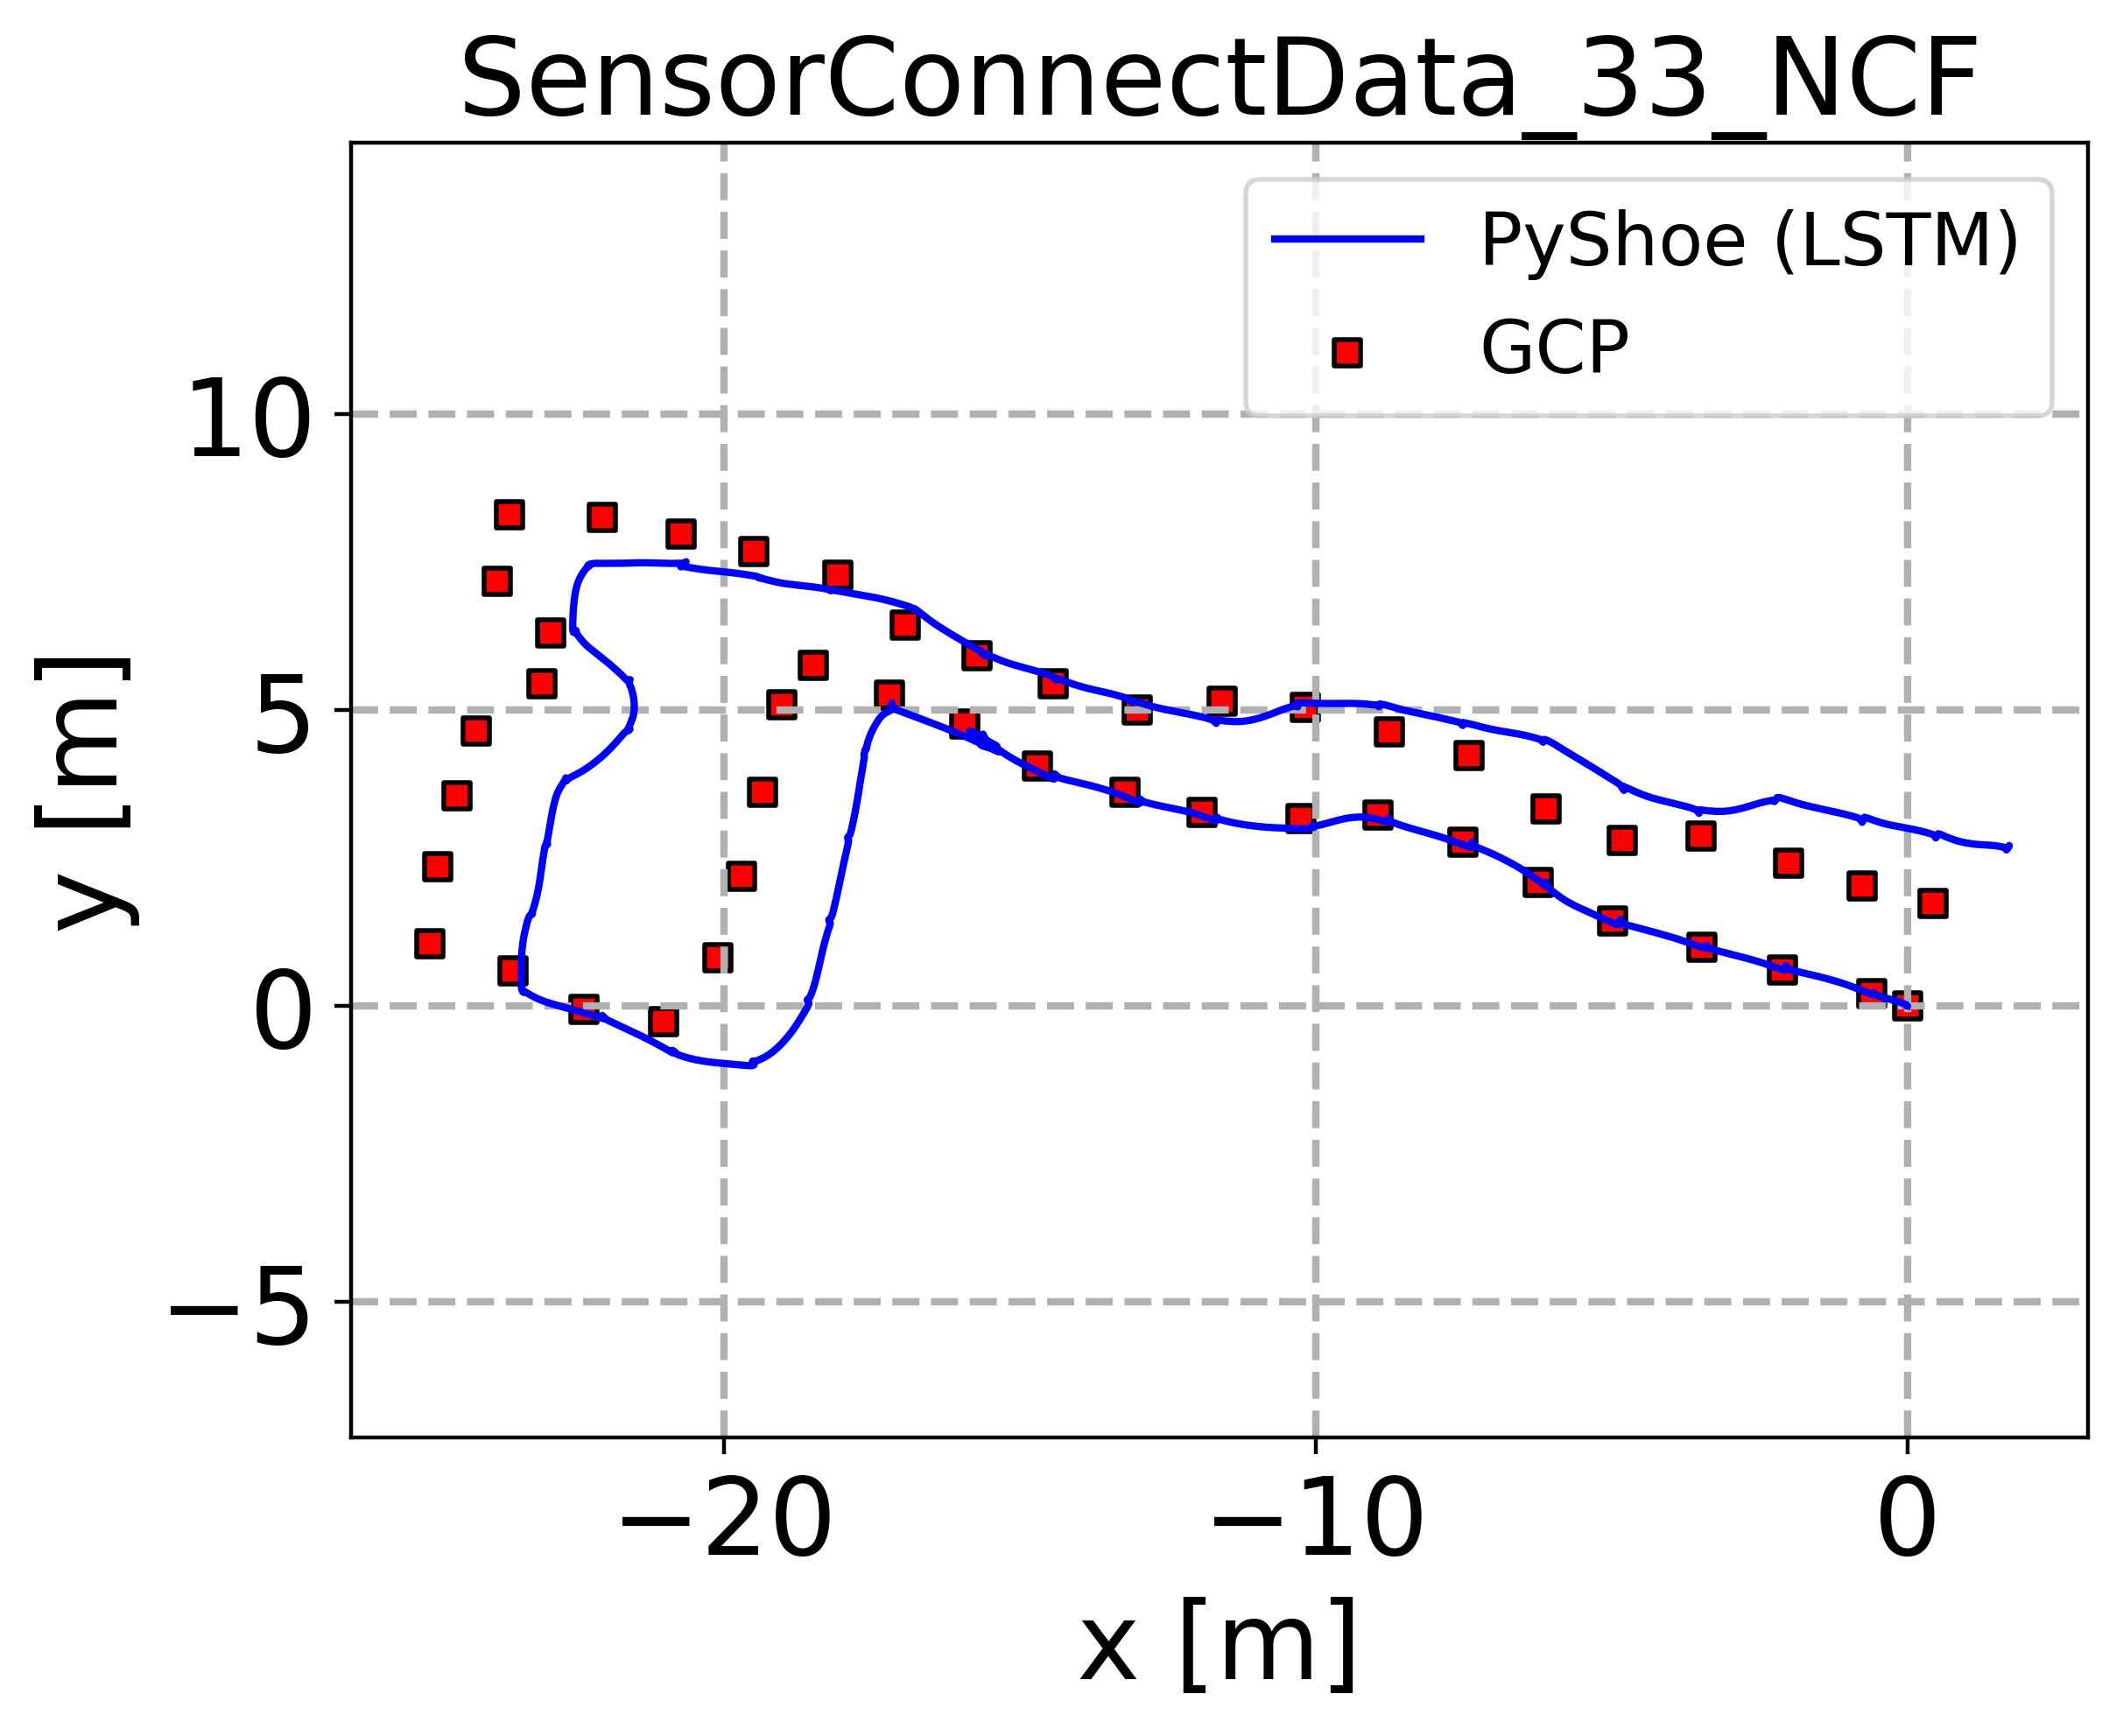 SensorConnectData_33_NCF
PyShoe (LSTM)
GCP
10
5
0
−5
y [m]
−20
−10
0
x [m]